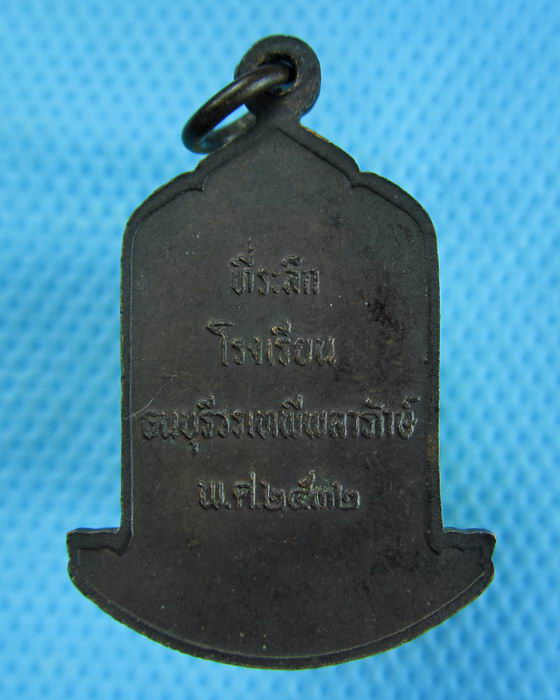 ที่ระลึก
โรงเรียน
ธนบุรีวรเทพีพลารักษ์
พ.ศ.๒๕๓๒